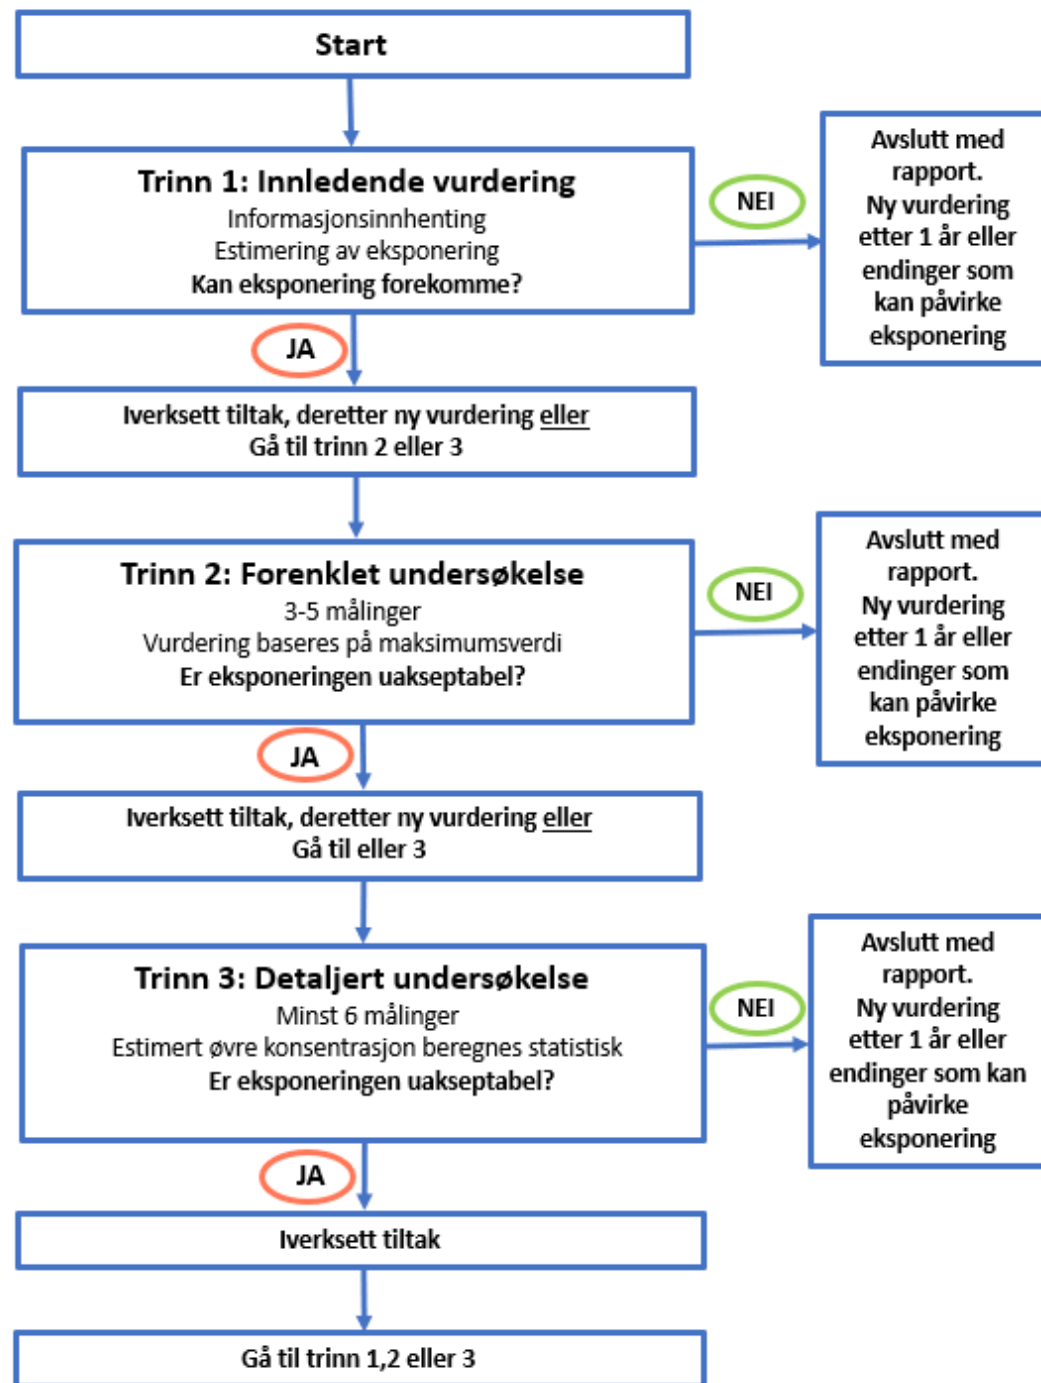 Start
Trinn 1: Innledende vurdering
Informasjonsinnhenting
Estimering av eksponering
Kan eksponering forekomme?
NEI
Avslutt med
rapport.
Ny vurdering
etter 1 år eller
endinger som
kan påvirke
eksponering
JA
Iverksett tiltak, deretter ny vurdering eller
Gå til trinn 2 eller 3
Trinn 2: Forenklet undersøkelse
3-5 målinger
Vurdering baseres på maksimumsverdi
Er eksponeringen uakseptabel?
NEI
Avslutt med
rapport.
Ny vurdering
etter 1 år eller
endinger som
kan påvirke
eksponering
JA
Iverksett tiltak, deretter ny vurdering eller
Gå til eller 3
Trinn 3: Detaljert undersøkelse
Minst 6 målinger
Estimert øvre konsentrasjon beregnes statistisk
Er eksponeringen uakseptabel?
NEI
Avslutt med
rapport.
Ny vurdering
etter 1 år eller
endinger som kan
påvirke
eksponering
JA
Iverksett tiltak
Gå til trinn 1,2 eller 3